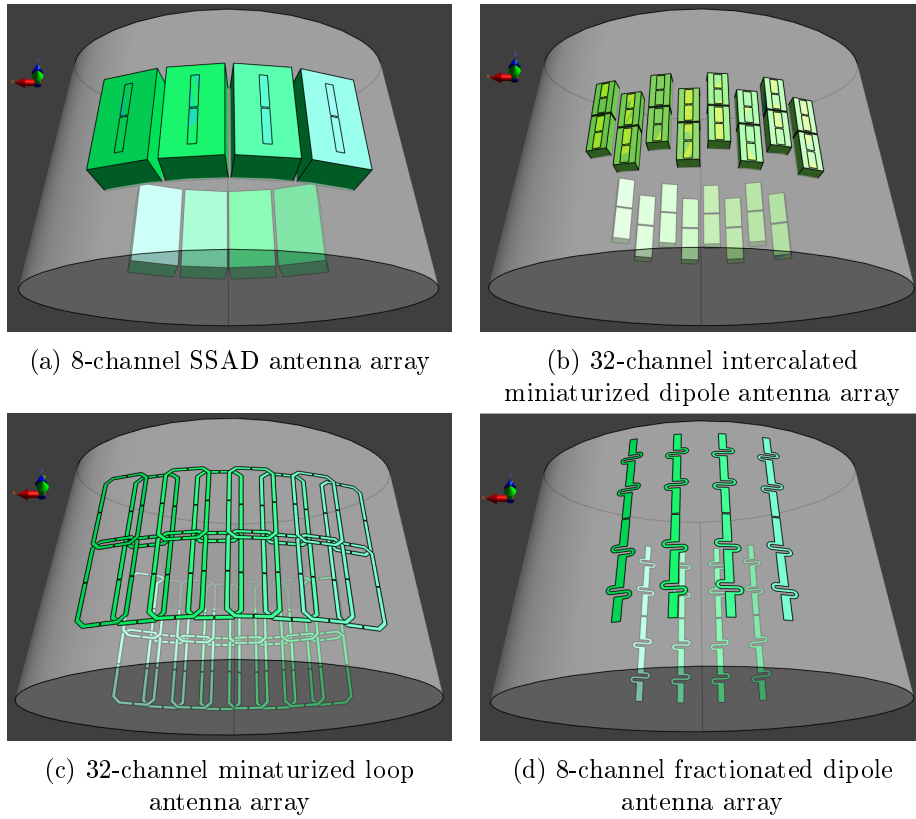 (a) 8-channel SSAD antenna array
(b) 32-channel intercalated
miniaturized dipole antenna array
(c) 32-channel minaturized loop
antenna array
(d) 8-channel fractionated dipole
antenna array